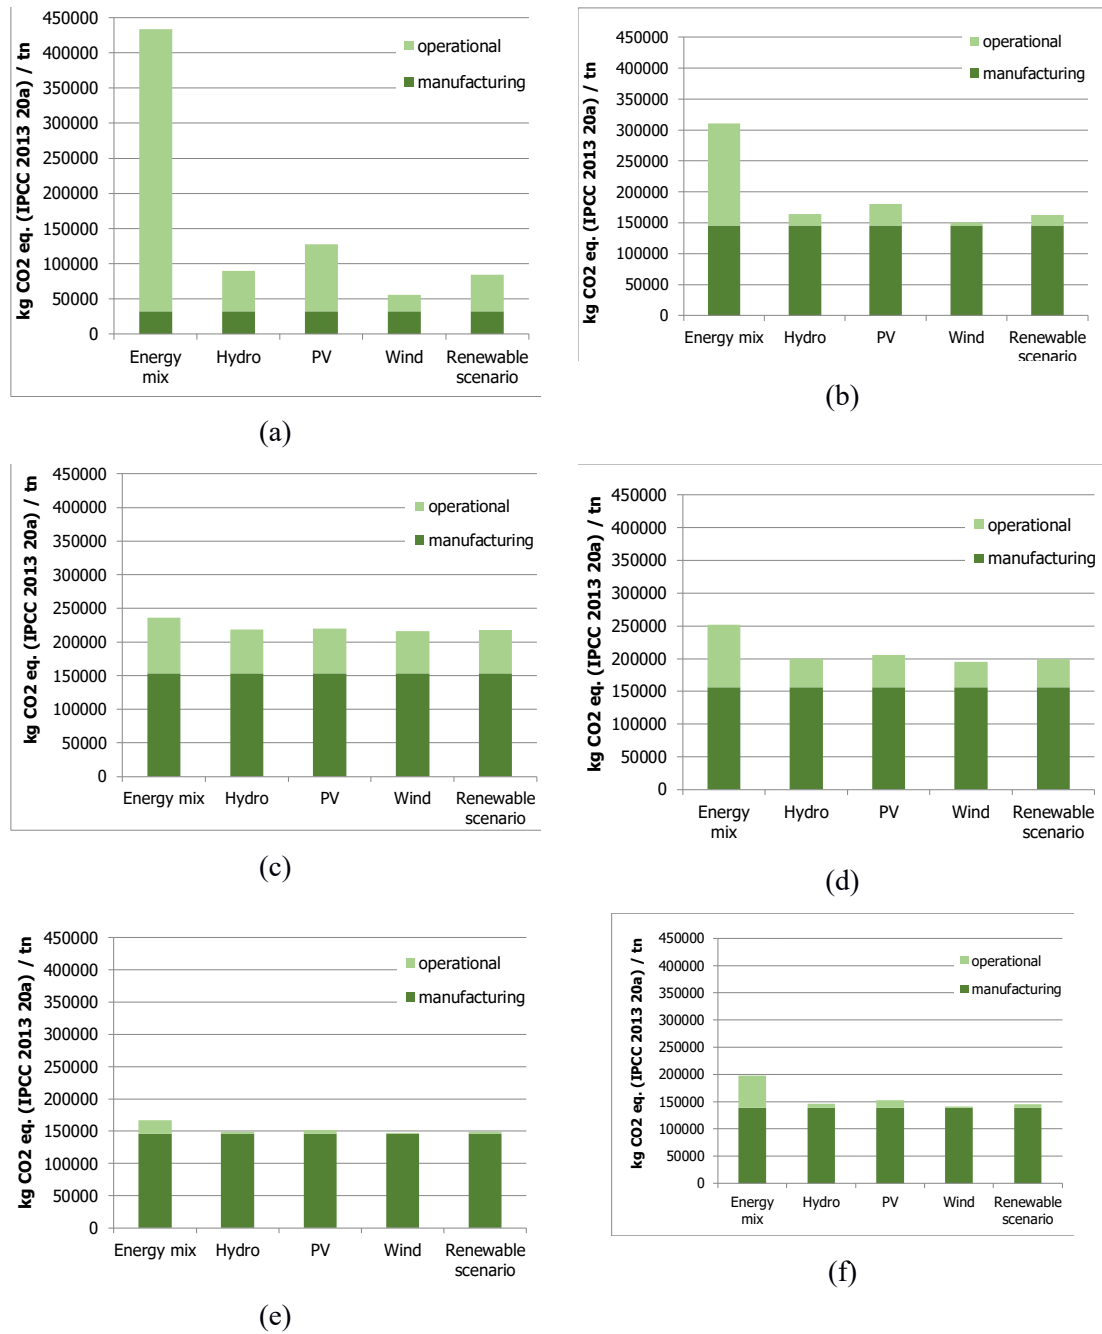 kg CO2 eq. (IPCC 2013 20a) / tn
450000
400000
350000
300000
250000
200000
150000
100000
50000
0
operational
manufacturing
Energy mix
Hydro
PV
Wind
Renewable scenario
(a)
kg CO2 eq. (IPCC 2013 20a) / tn
450000
400000
350000
300000
250000
200000
150000
100000
50000
0
operational
manufacturing
Energy mix
Hydro
PV
Wind
Renewable scenario
(b)
kg CO2 eq. (IPCC 2013 20a) / tn
450000
400000
350000
300000
250000
200000
150000
100000
50000
0
operational
manufacturing
Energy mix
Hydro
PV
Wind
Renewable scenario
(c)
kg CO2 eq. (IPCC 2013 20a) / tn
450000
400000
350000
300000
250000
200000
150000
100000
50000
0
operational
manufacturing
Energy mix
Hydro
PV
Wind
Renewable scenario
(d)
kg CO2 eq. (IPCC 2013 20a) / tn
450000
400000
350000
300000
250000
200000
150000
100000
50000
0
operational
manufacturing
Energy mix
Hydro
PV
Wind
Renewable scenario
(e)
kg CO2 eq. (IPCC 2013 20a) / tn
450000
400000
350000
300000
250000
200000
150000
100000
50000
0
operational
manufacturing
Energy mix
Hydro
PV
Wind
Renewable scenario
(f)